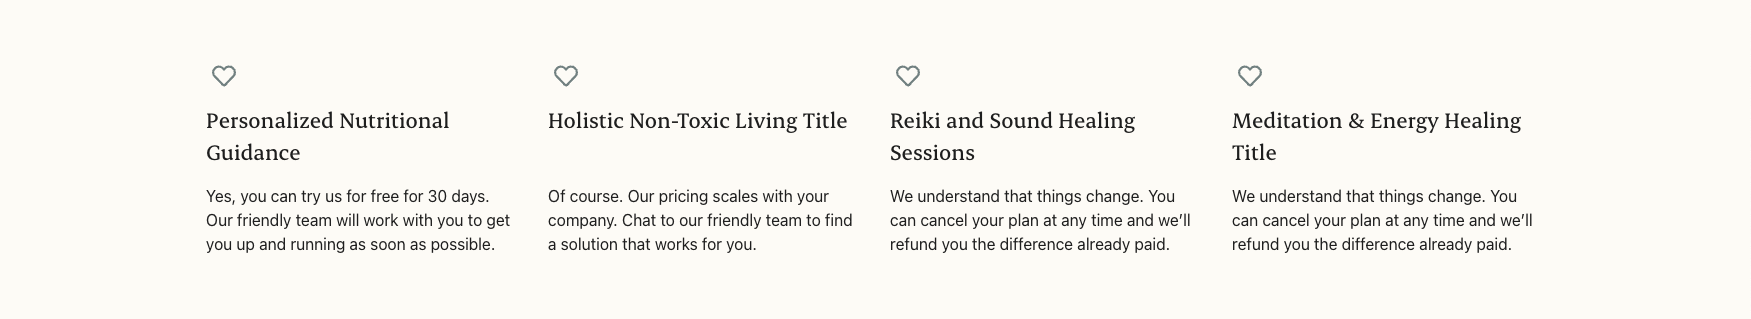 Personalized Nutritional
Guidance
Yes, you can try us for free for 30 days.
Our friendly team will work with you to get
you up and running as soon as possible.
Holistic Non-Toxic Living Title
Of course. Our pricing scales with your
company. Chat to our friendly team to find
a solution that works for you.
Reiki and Sound Healing
Sessions
We understand that things change. You
can cancel your plan at any time and we’ll
refund you the difference already paid.
Meditation & Energy Healing
Title
We understand that things change. You
can cancel your plan at any time and we’ll
refund you the difference already paid.